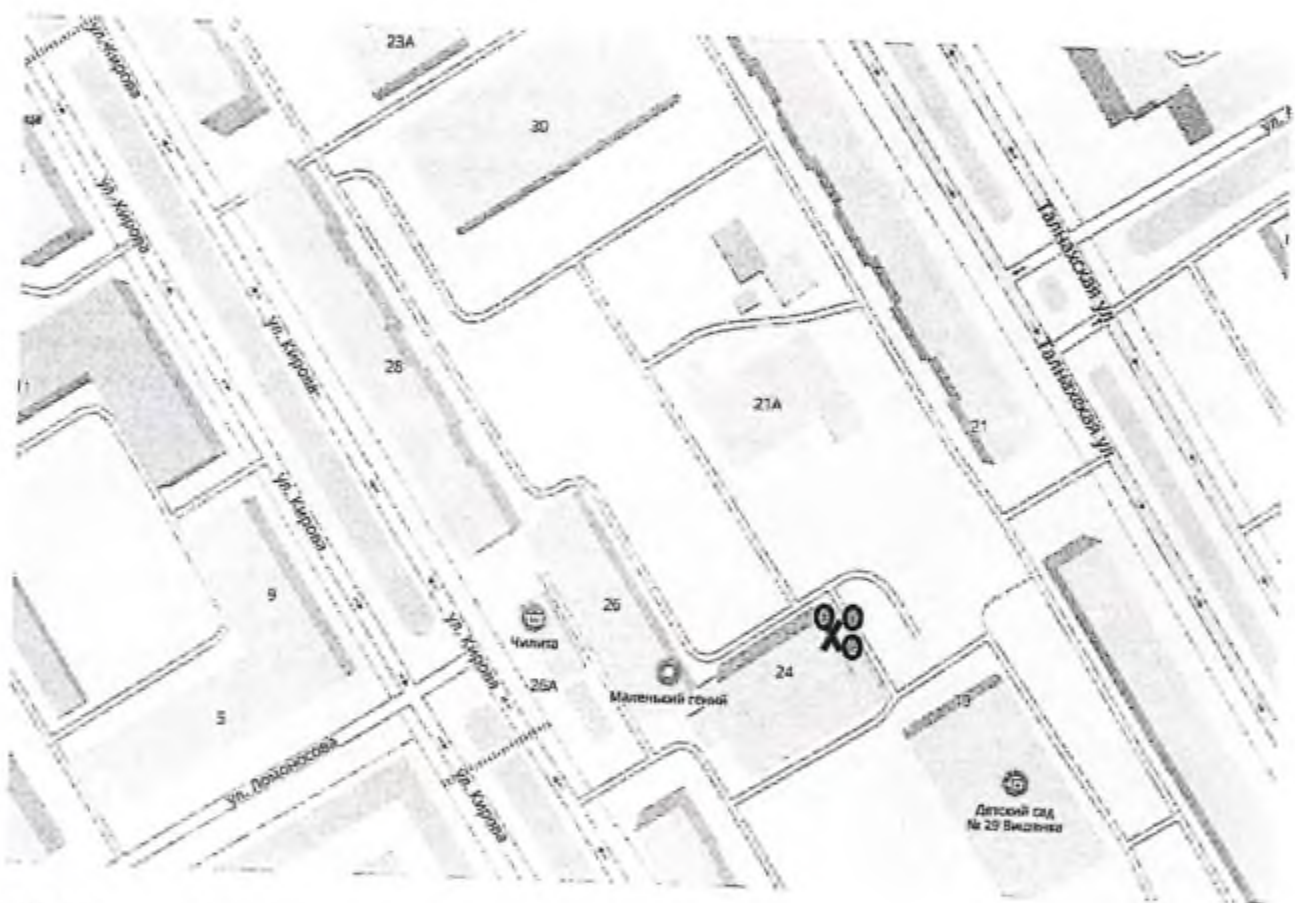 ул. Кирова
23А
30
ул. Кирова
Талнахская ул.
ул. Кирова
28
Талнахская ул.
21А
21
ул. Кирова
9
26
Чилита
ул. Кирова
24
26А
Маленький гений
19
5
ул. Ломоносова
ул. Кирова
Детский сад
№ 29 Вишенка